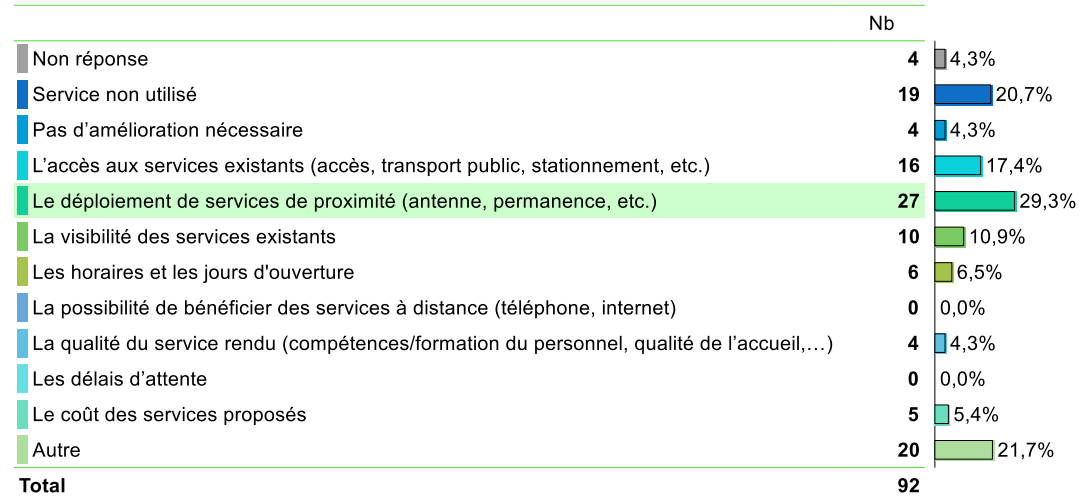 Nb
Non réponse 4 4,3%
Service non utilisé 19 20,7%
Pas d’amélioration nécessaire 4 4,3%
L’accès aux services existants (accès, transport public, stationnement, etc.) 16 17,4%
Le déploiement de services de proximité (antenne, permanence, etc.) 27 29,3%
La visibilité des services existants 10 10,9%
Les horaires et les jours d'ouverture 6 6,5%
La possibilité de bénéficier des services à distance (téléphone, internet) 0 0,0%
La qualité du service rendu (compétences/formation du personnel, qualité de l’accueil,…) 4 4,3%
Les délais d’attente 0 0,0%
Le coût des services proposés 5 5,4%
Autre 20 21,7%
Total 92